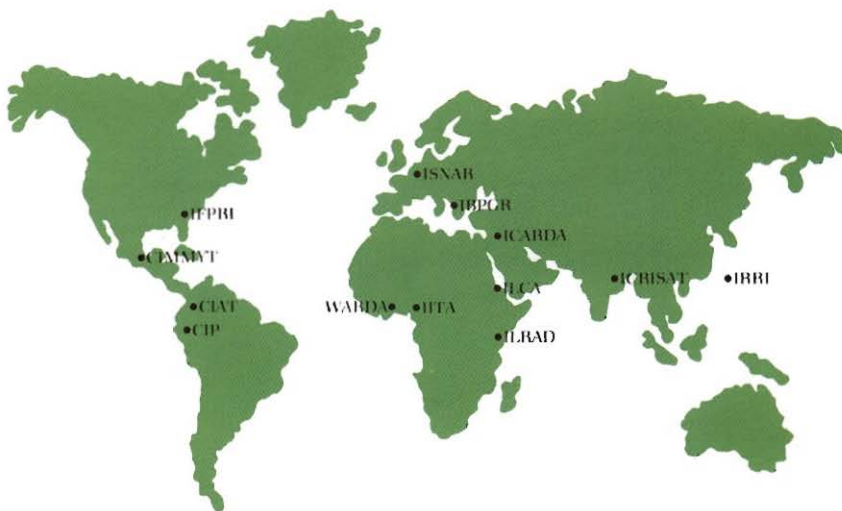 ISNAR
IBPGR
IFPRI
ICARDA
CIMMYT
ICRISAT
IRRI
ILCA
CIAT
WARDA
IITA
CIP
ILRAD